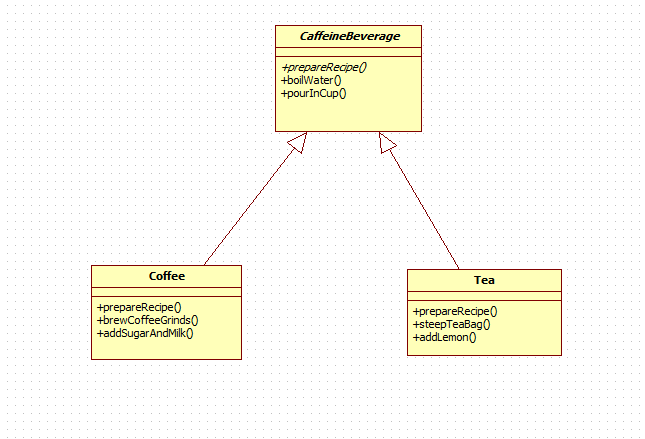 CaffeineBeverage
+prepareRecipe()
+boilWater()
+pourInCup()
Coffee
+prepareRecipe()
+brewCoffeeGrinds()
+addSugarAndMilk()
Tea
+prepareRecipe()
+steepTeaBag()
+addLemon()